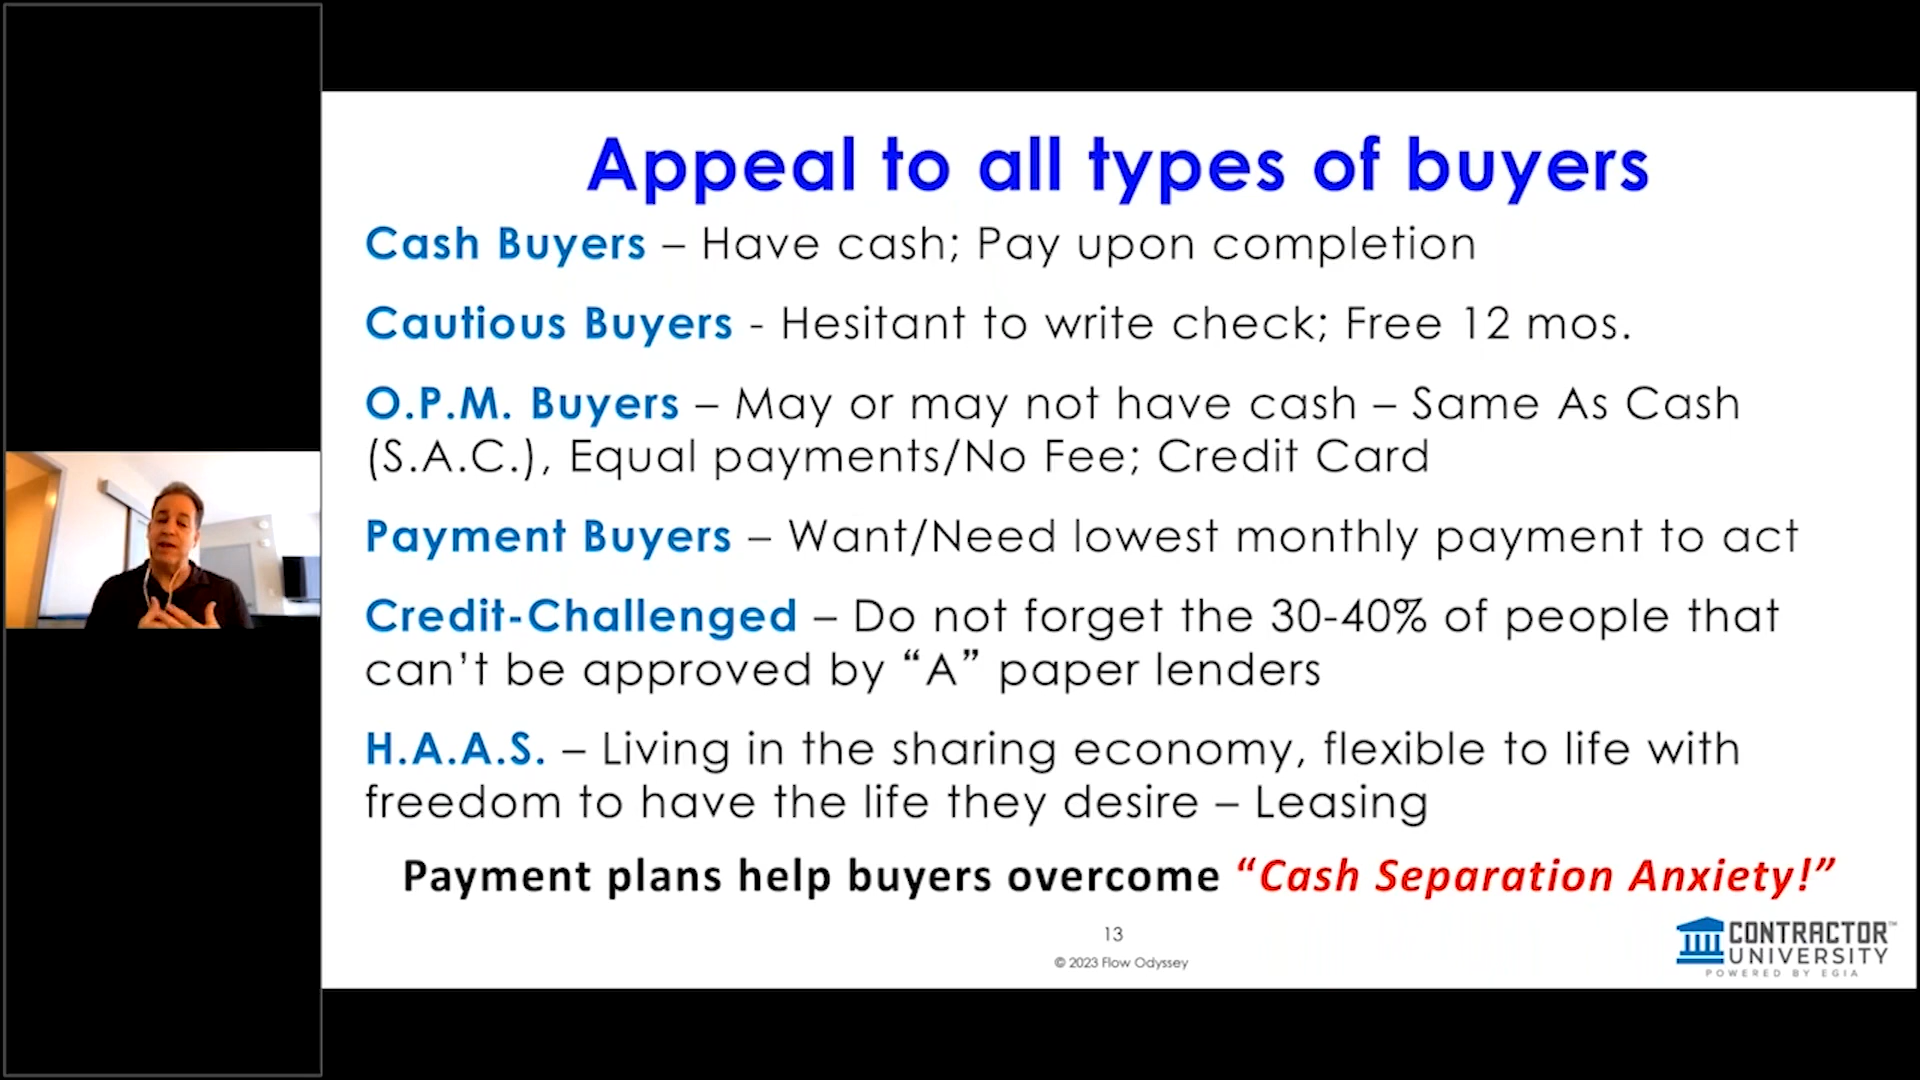 Appeal to all types of buyers
Cash Buyers – Have cash; Pay upon completion
Cautious Buyers - Hesitant to write check; Free 12 mos.
O.P.M. Buyers – May or may not have cash – Same As Cash
(S.A.C.), Equal payments/No Fee; Credit Card
Payment Buyers – Want/Need lowest monthly payment to act
Credit-Challenged – Do not forget the 30-40% of people that
can’t be approved by “A” paper lenders
H.A.A.S. – Living in the sharing economy, flexible to life with
freedom to have the life they desire – Leasing
Payment plans help buyers overcome “Cash Separation Anxiety!”
13
© 2023 Flow Odyssey
CONTRACTOR™
UNIVERSITY
POWERED BY EGIA